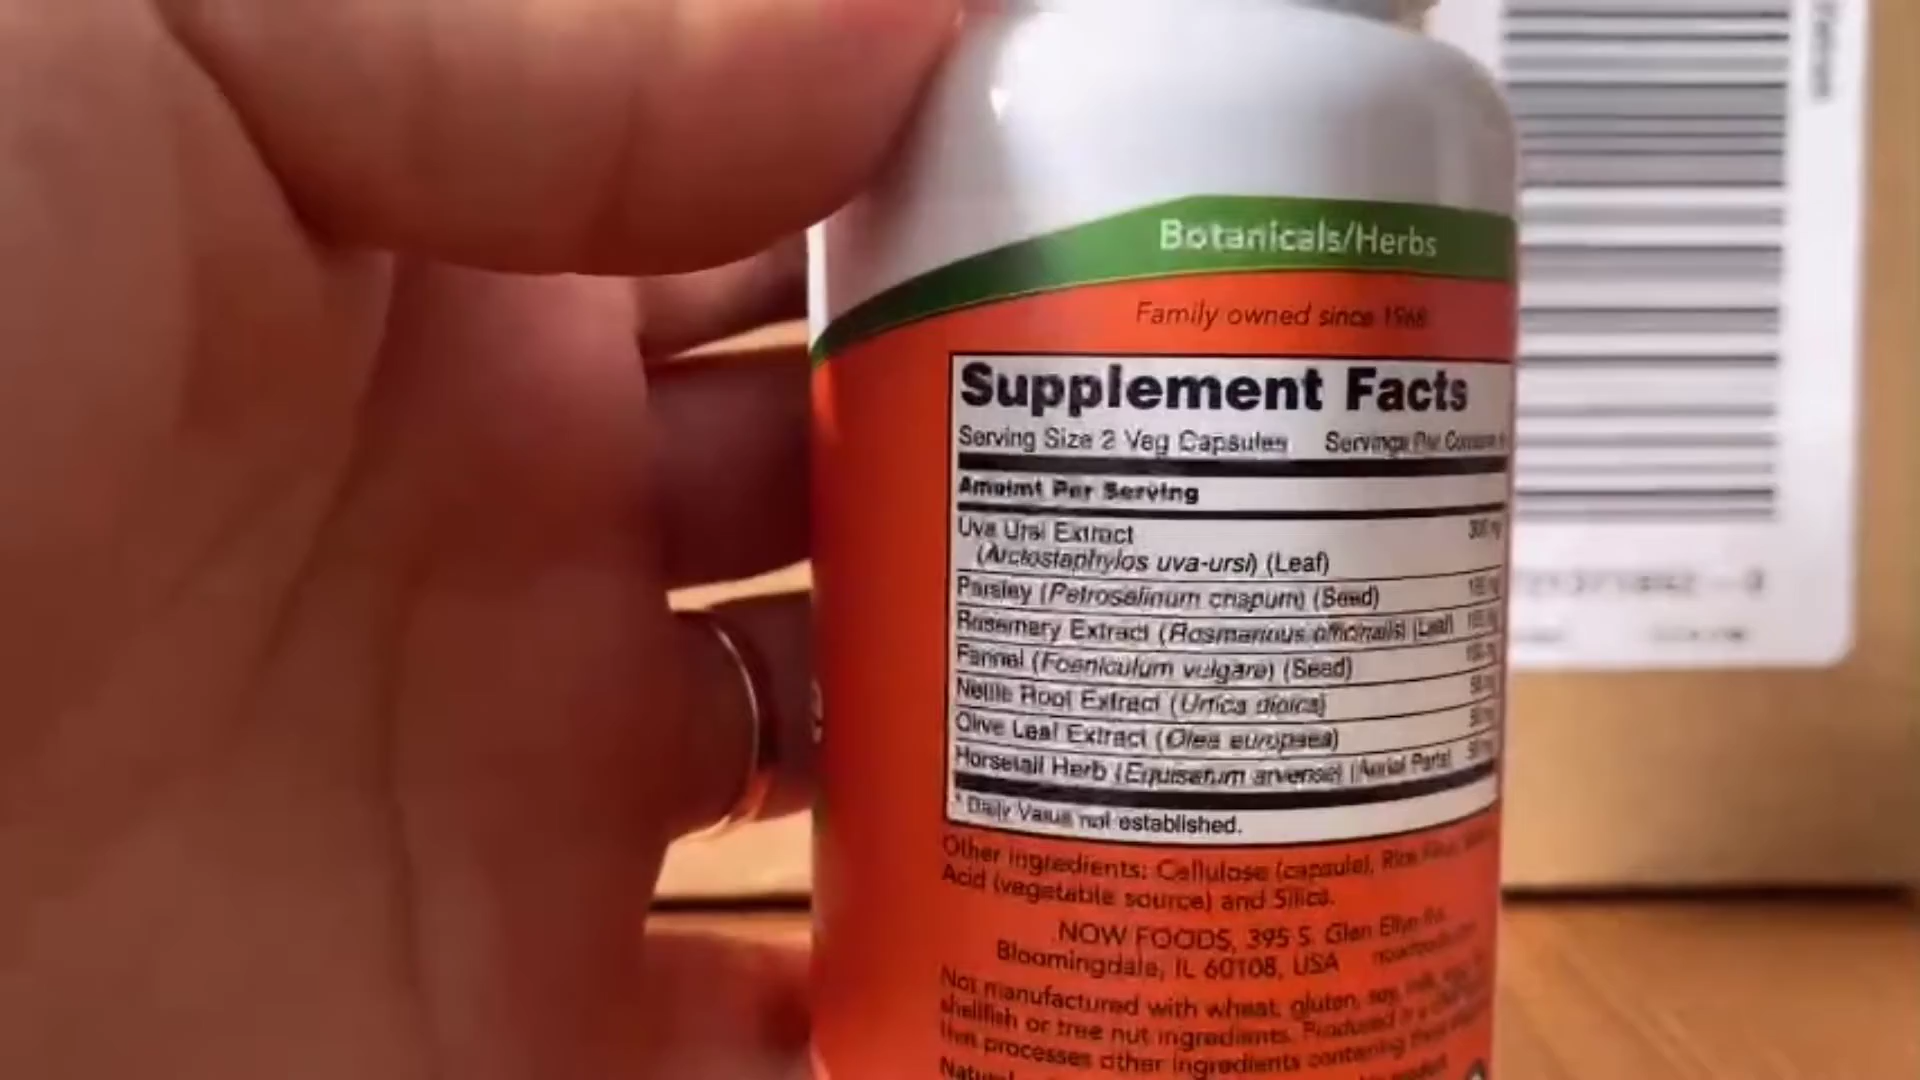 Botanicals/Herbs
Family owned since 1968
Supplement Facts
Serving Size 2 Veg Capsules Servings Per
Amount Per Serving
Uva Ursi Extract
(Arctostaphylos uva-ursi) (Leaf)
Parsley (Petroselinum crispum) (Seed)
Rosemary Extract (Rosmarinus officinalis) (Leaf)
Fennel (Foeniculum vulgare) (Seed)
Nettle Root Extract (Urtica dioica)
Olive Leaf Extract (Olea europaea)
Horsetail Herb (Equisetum arvense) (Aerial Parts)
* Daily Value not established.
Other ingredients: Cellulose (capsule), Rice
Acid (vegetable source) and Silica.
NOW FOODS, 395 S. Glen Ellyn Rd.
Bloomingdale, IL 60108, USA
Not manufactured with wheat, gluten, soy, milk,
shellfish or tree nut ingredients. Produced in a
that processes other ingredients containing these
product